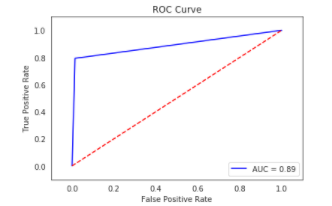 ROC Curve
1.0
0.8
0.6
0.4
0.2
0.0
True Positive Rate
AUC = 0.89
0.0 0.2 0.4 0.6 0.8 1.0
False Positive Rate